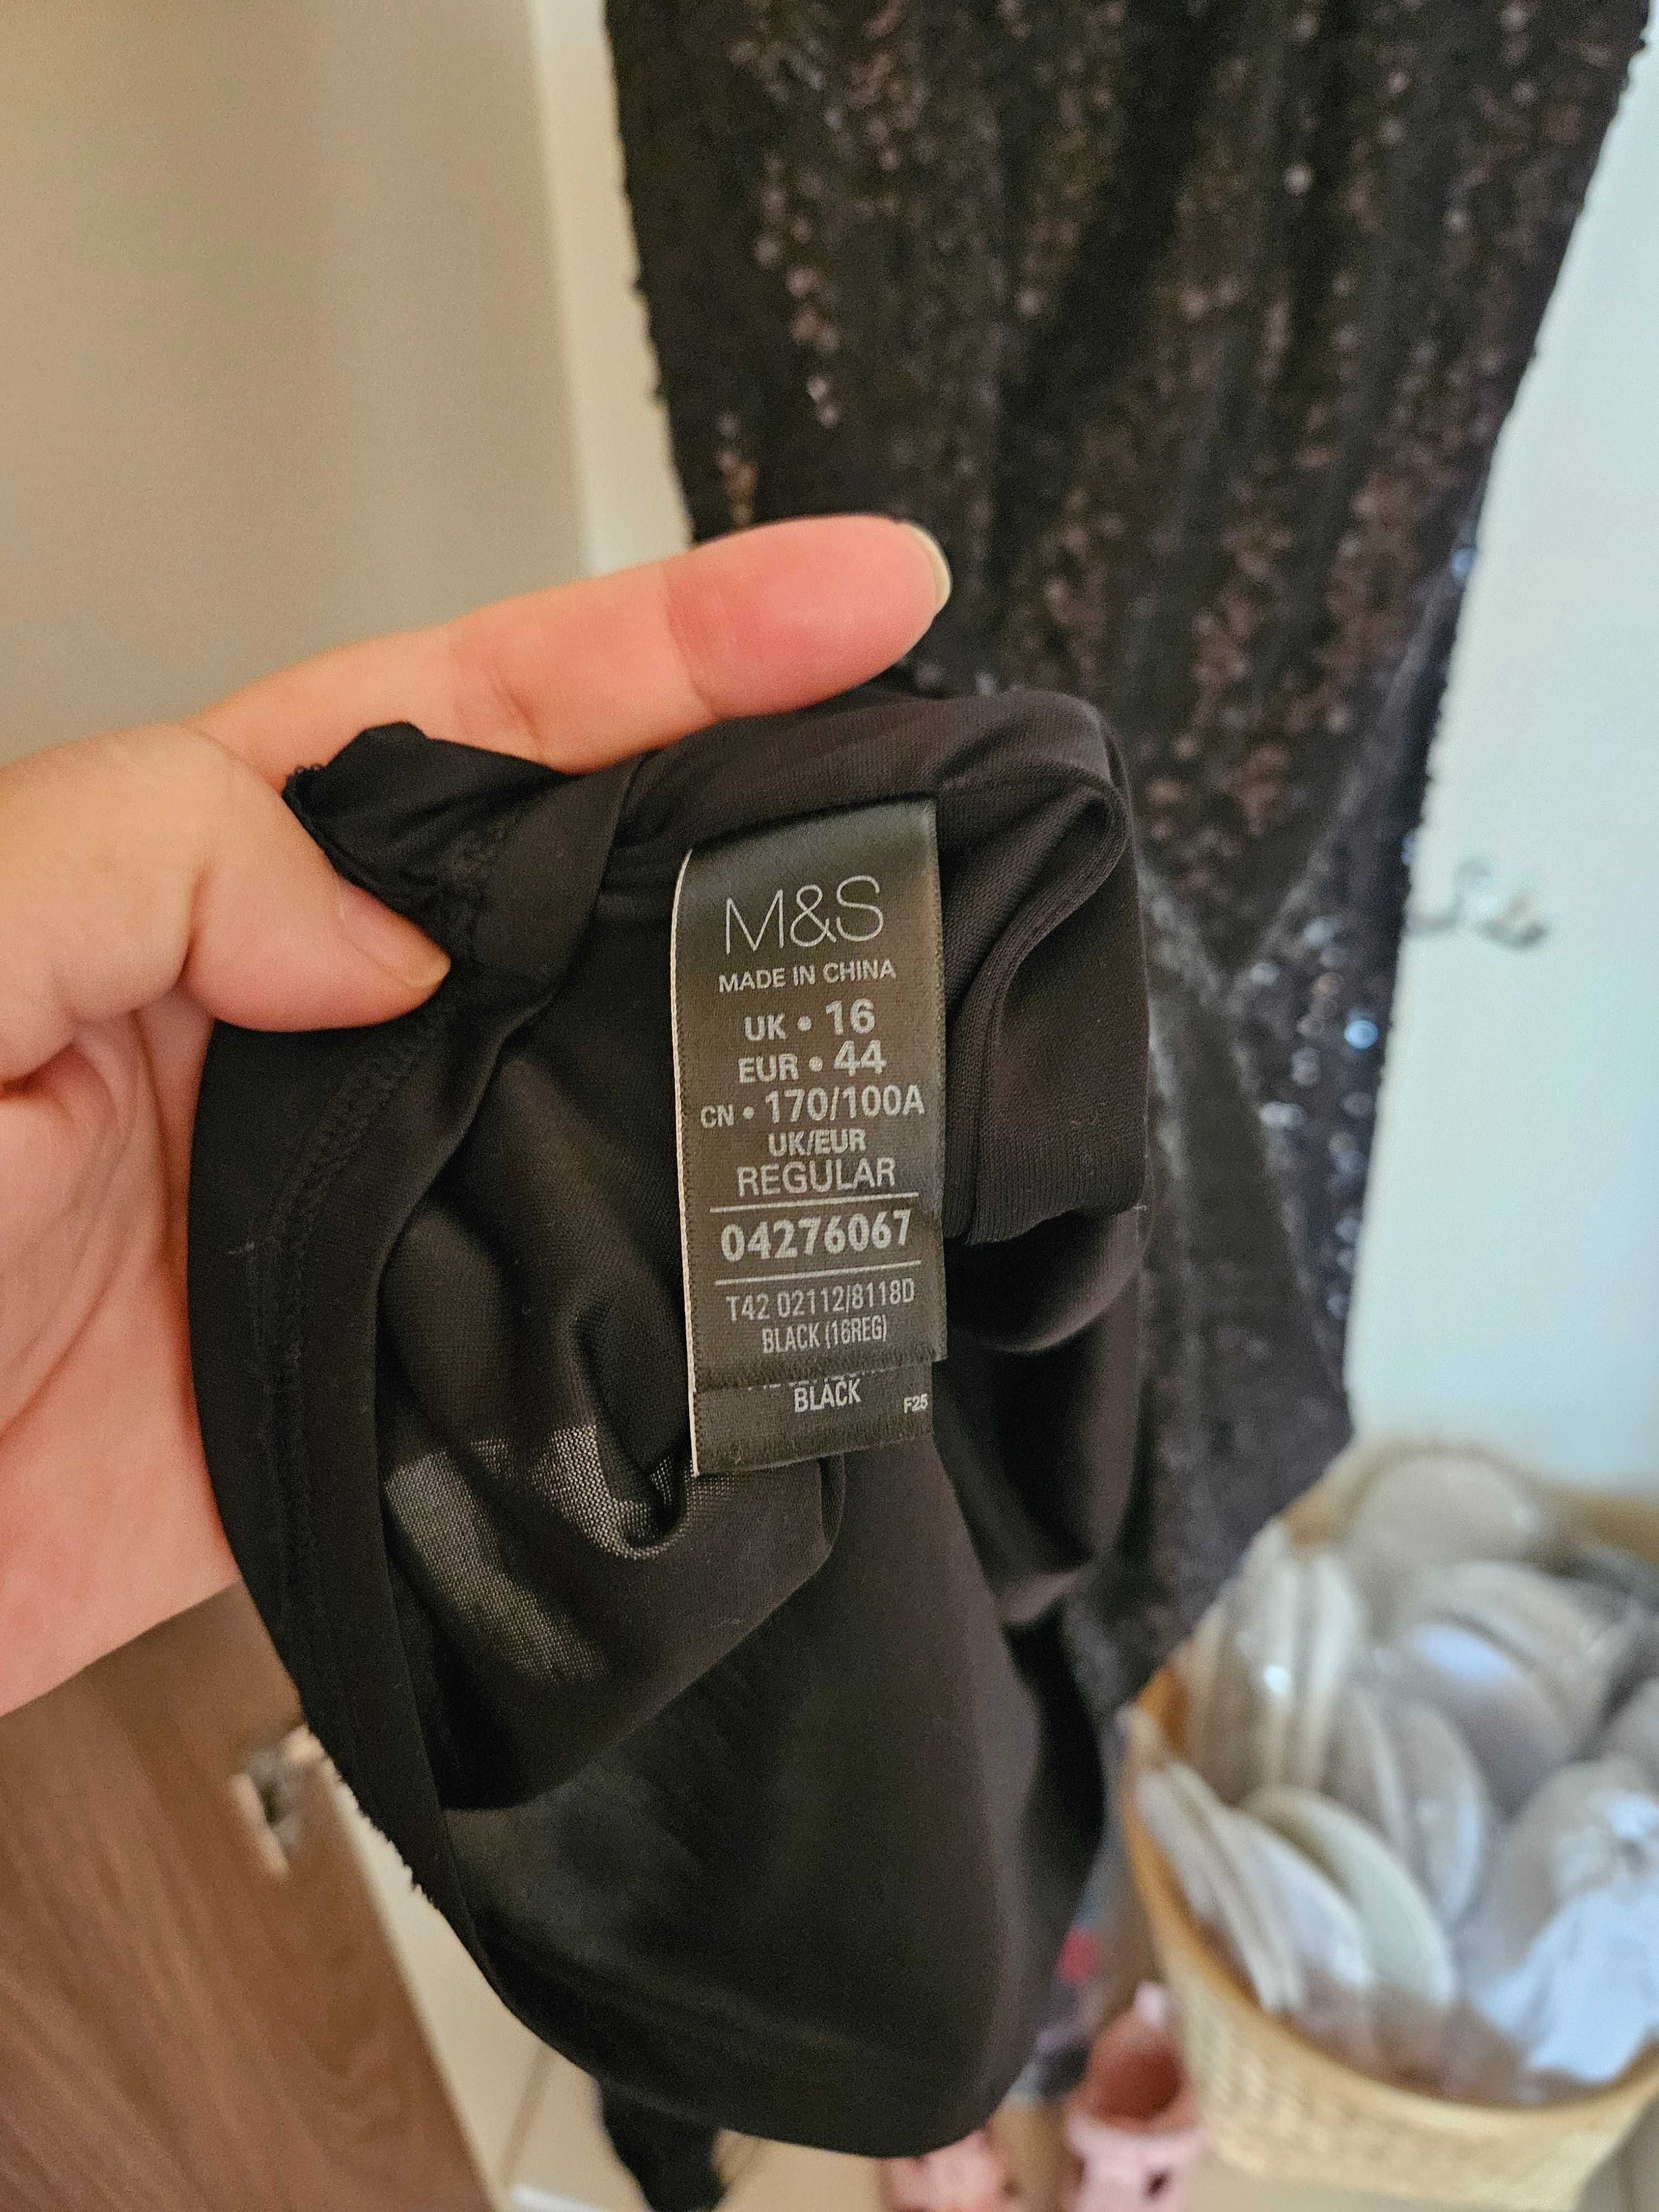 M&S
MADE IN CHINA
UK • 16
EUR • 44
CN • 170/100A
UK/EUR
REGULAR
04276067
T42 02112/8118D
BLACK (16REG)
BLACK
F25